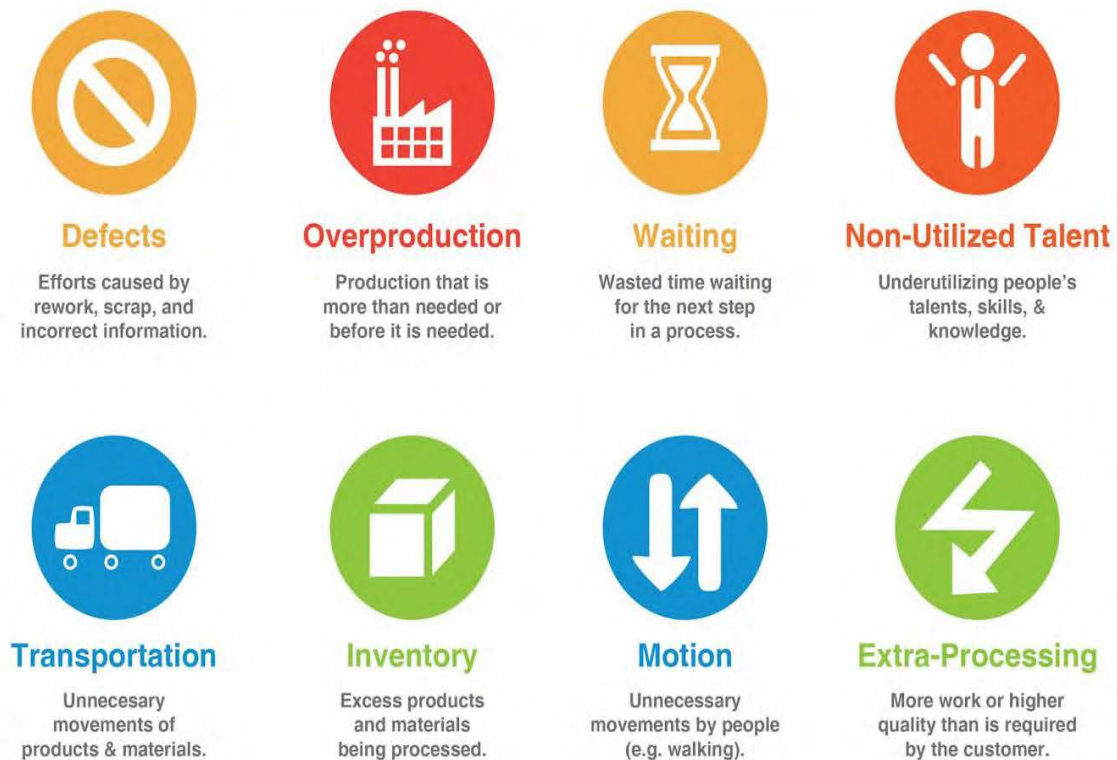 Defects
Efforts caused by
rework, scrap, and
incorrect information.
Overproduction
Production that is
more than needed or
before it is needed.
Waiting
Wasted time waiting
for the next step
in a process.
Non-Utilized Talent
Underutilizing people's
talents, skills, &
knowledge.
Transportation
Unnecesary
movements of
products & materials.
Inventory
Excess products
and materials
being processed.
Motion
Unnecessary
movements by people
(e.g. walking).
Extra-Processing
More work or higher
quality than is required
by the customer.